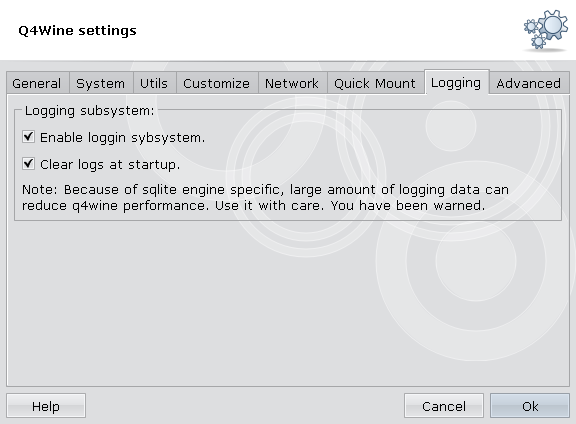 Q4Wine settings
General System Utils Customize Network Quick Mount Logging Advanced
Logging subsystem:
Enable loggin sybsystem.
Clear logs at startup.
Note: Because of sqlite engine specific, large amount of logging data can
reduce q4wine performance. Use it with care. You have been warned.
Help Cancel Ok